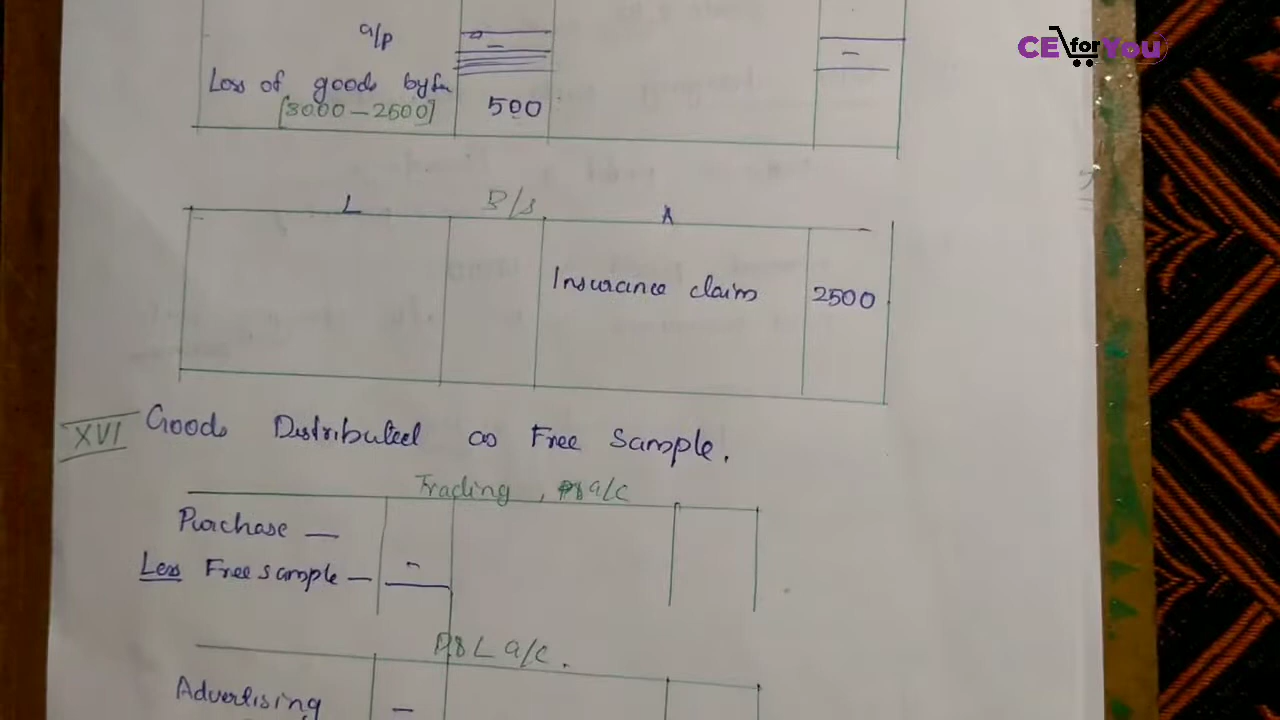 CE for You
a/p
Loss of goods by fire
[3000 – 2500] 500
L B/S A
Insurance claim 2500
XVI Goods Distributed as Free Sample.
Trading, a/c
Purchase —
Less Free sample —
P&L a/c.
Advertising